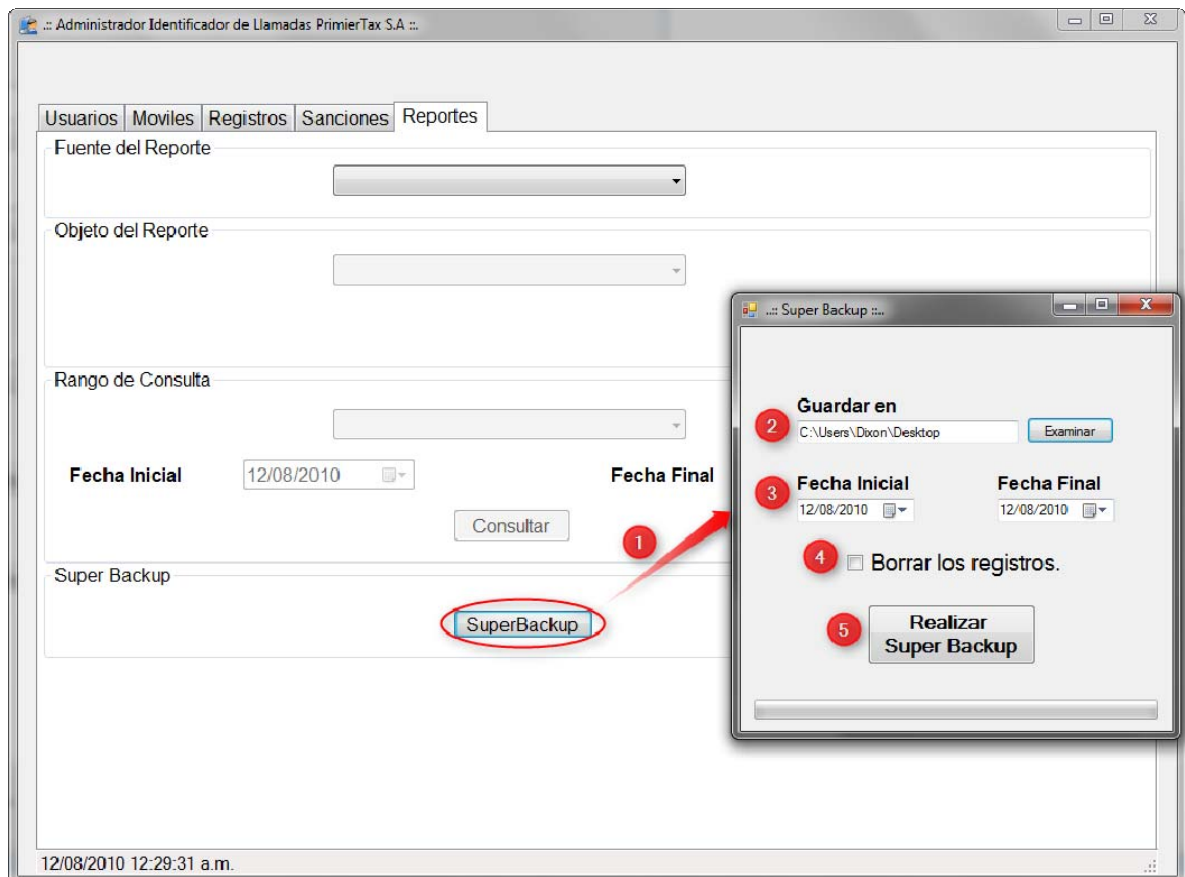 .:: Administrador Identificador de Llamadas PrimierTax S.A ::.
Usuarios Moviles Registros Sanciones Reportes
Fuente del Reporte
Objeto del Reporte
Rango de Consulta
Fecha Inicial 12/08/2010 Fecha Final
Consultar
1
Super Backup
SuperBackup
..:: Super Backup ::..
Guardar en
2 C:\Users\Dixon\Desktop Examinar
3 Fecha Inicial Fecha Final
12/08/2010 12/08/2010
4 Borrar los registros.
5 Realizar
Super Backup
12/08/2010 12:29:31 a.m.